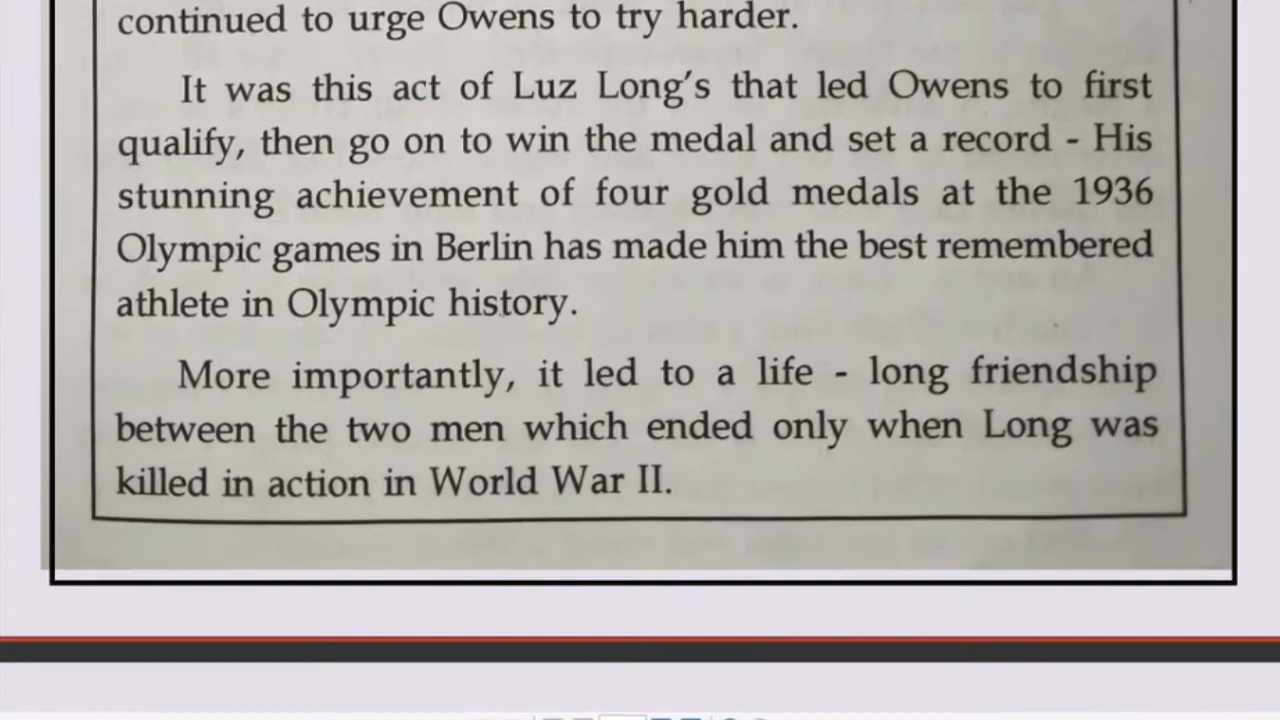 continued to urge Owens to try harder.
It was this act of Luz Long's that led Owens to first
qualify, then go on to win the medal and set a record - His
stunning achievement of four gold medals at the 1936
Olympic games in Berlin has made him the best remembered
athlete in Olympic history.
More importantly, it led to a life - long friendship
between the two men which ended only when Long was
killed in action in World War II.